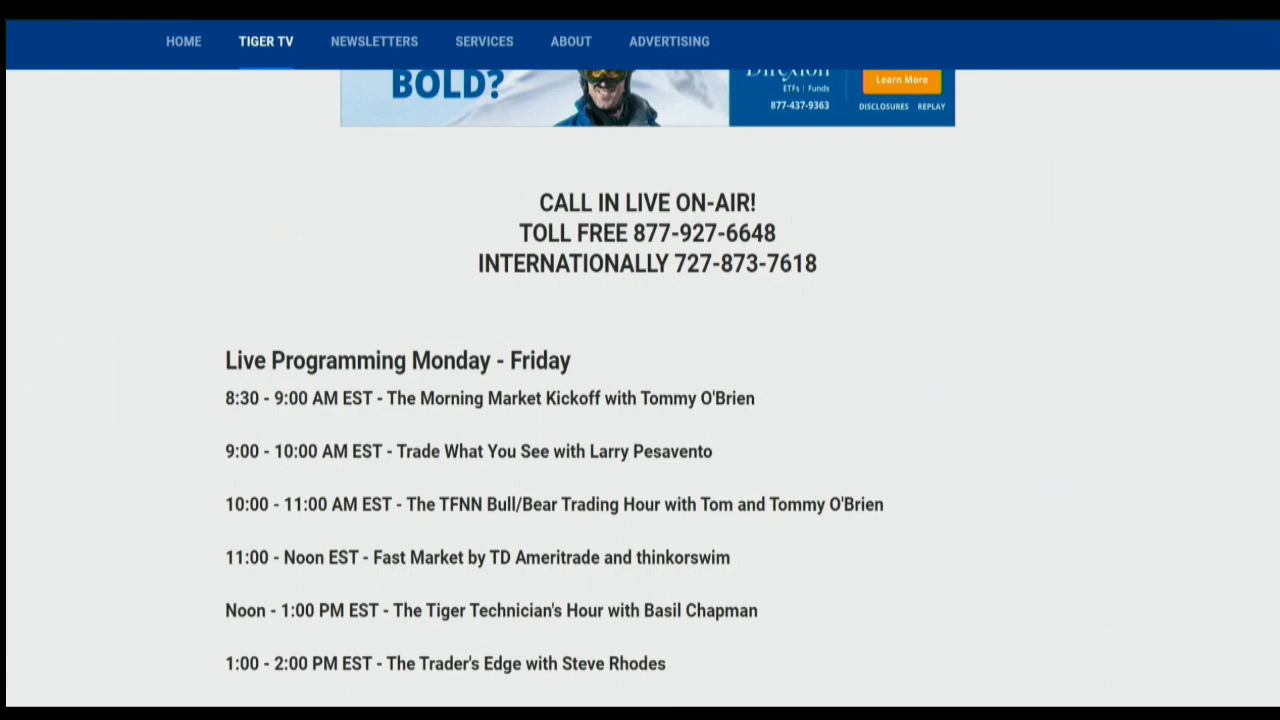 HOME TIGER TV NEWSLETTERS SERVICES ABOUT ADVERTISING
BOLD?
Direxion
Learn More
ETFs | Funds
877-437-9363
DISCLOSURES REPLAY
CALL IN LIVE ON-AIR!
TOLL FREE 877-927-6648
INTERNATIONALLY 727-873-7618
Live Programming Monday - Friday
8:30 - 9:00 AM EST - The Morning Market Kickoff with Tommy O'Brien
9:00 - 10:00 AM EST - Trade What You See with Larry Pesavento
10:00 - 11:00 AM EST - The TFNN Bull/Bear Trading Hour with Tom and Tommy O'Brien
11:00 - Noon EST - Fast Market by TD Ameritrade and thinkorswim
Noon - 1:00 PM EST - The Tiger Technician's Hour with Basil Chapman
1:00 - 2:00 PM EST - The Trader's Edge with Steve Rhodes